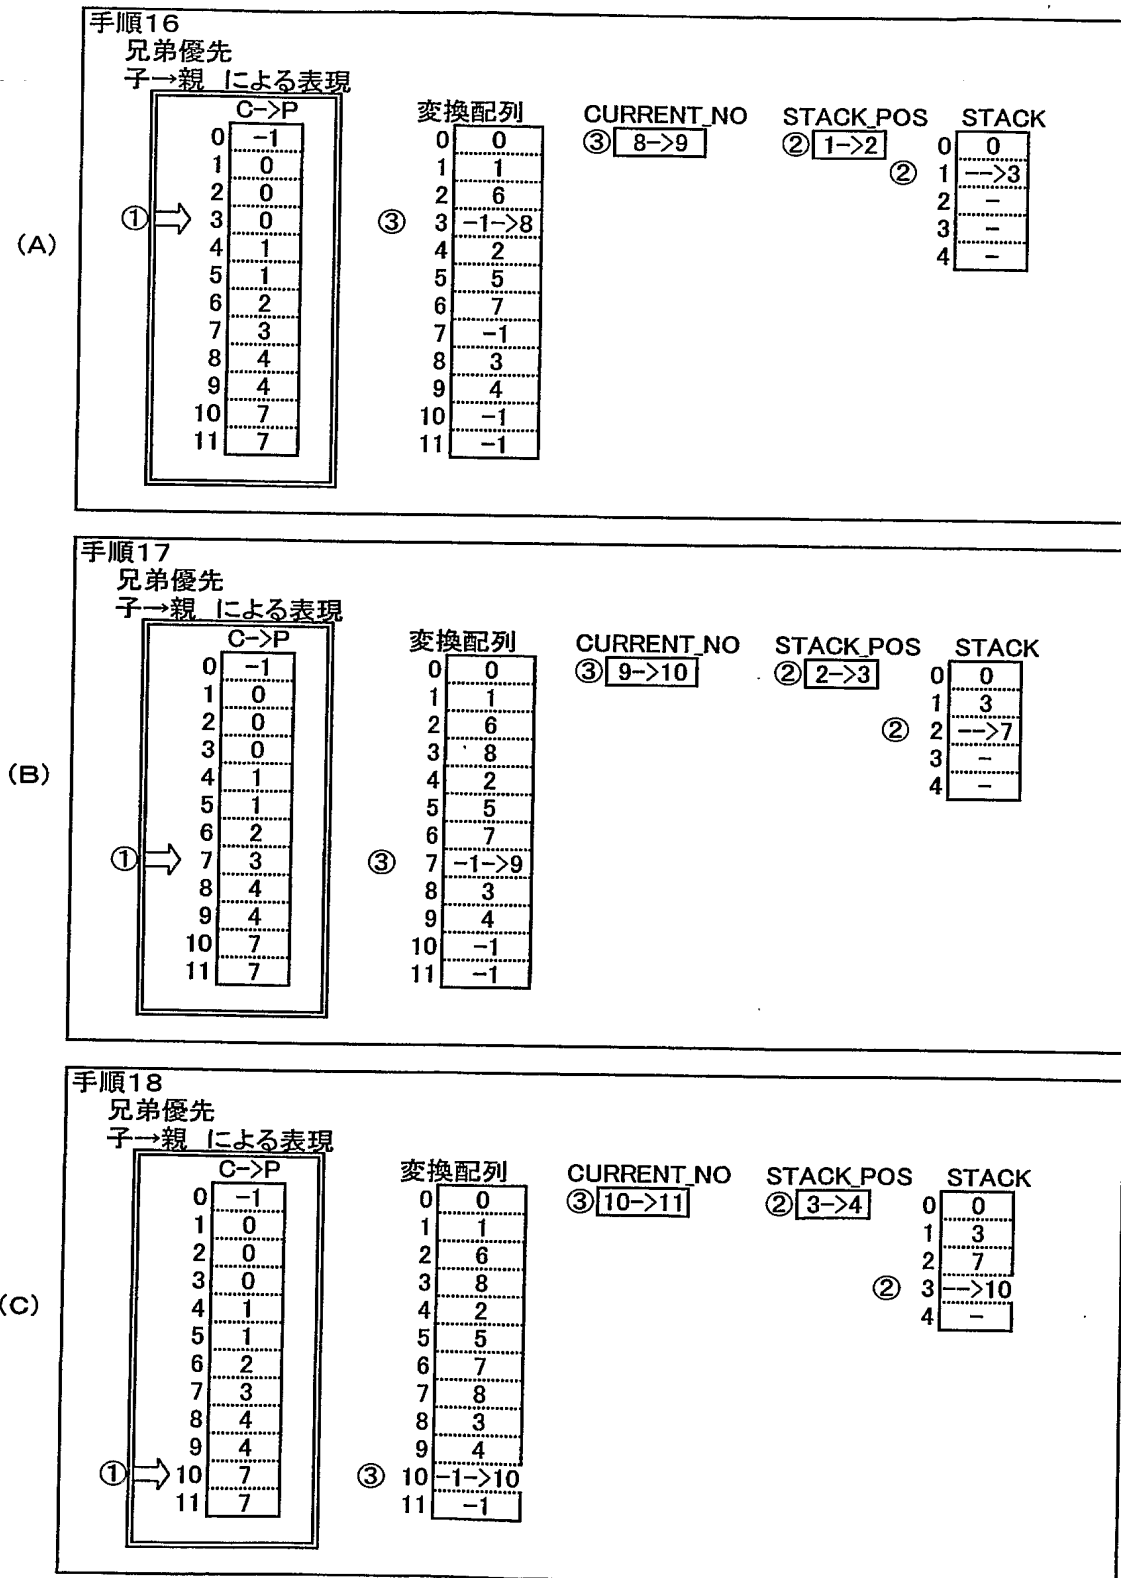 手順16
兄弟優先
子→親 による表現
C->P 変換配列 CURRENT_NO STACK_POS STACK
0 -1 0 0 ③ 8->9 ② 1->2 0 0
1 0 1 1 ② 1 -->3
2 0 2 6 2 -
① 3 0 ③ 3 -1->8 3 -
(A) 4 1 4 2 4 -
5 1 5 5
6 2 6 7
7 3 7 -1
8 4 8 3
9 4 9 4
10 7 10 -1
11 7 11 -1
手順17
兄弟優先
子→親 による表現
C->P 変換配列 CURRENT_NO STACK_POS STACK
0 -1 0 0 ③ 9->10 ② 2->3 0 0
1 0 1 1 1 3
2 0 2 6 ② 2 -->7
3 0 3 8 3 -
(B) 4 1 4 2 4 -
5 1 5 5
6 2 6 7
① 7 3 ③ 7 -1->9
8 4 8 3
9 4 9 4
10 7 10 -1
11 7 11 -1
手順18
兄弟優先
子→親 による表現
C->P 変換配列 CURRENT_NO STACK_POS STACK
0 -1 0 0 ③ 10->11 ② 3->4 0 0
1 0 1 1 1 3
2 0 2 6 2 7
3 0 3 8 ② 3 -->10
(C) 4 1 4 2 4 -
5 1 5 5
6 2 6 7
7 3 7 8
8 4 8 3
9 4 9 4
① 10 7 ③ 10 -1->10
11 7 11 -1